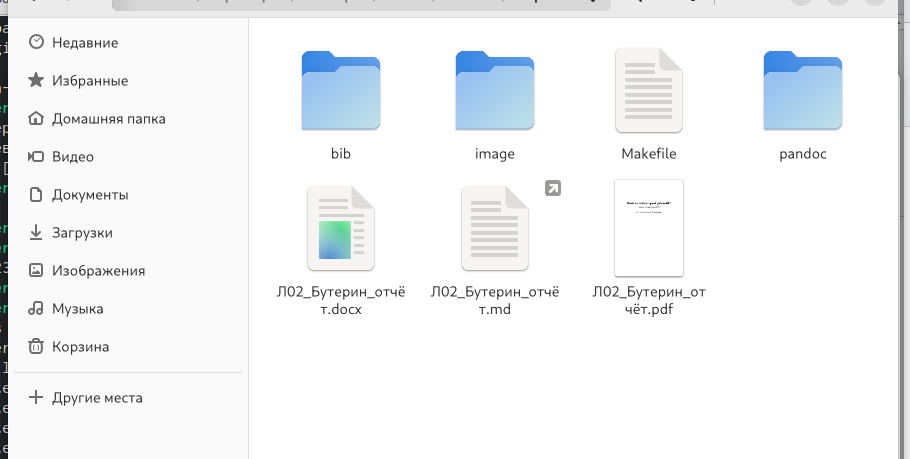 Недавние
Избранные
Домашняя папка
Видео
Документы
Загрузки
Изображения
Музыка
Корзина
Другие места
bib
image
Makefile
pandoc
Л02_Бутерин_отчё
т.docx
Л02_Бутерин_отчё
т.md
Л02_Бутерин_от
чёт.pdf